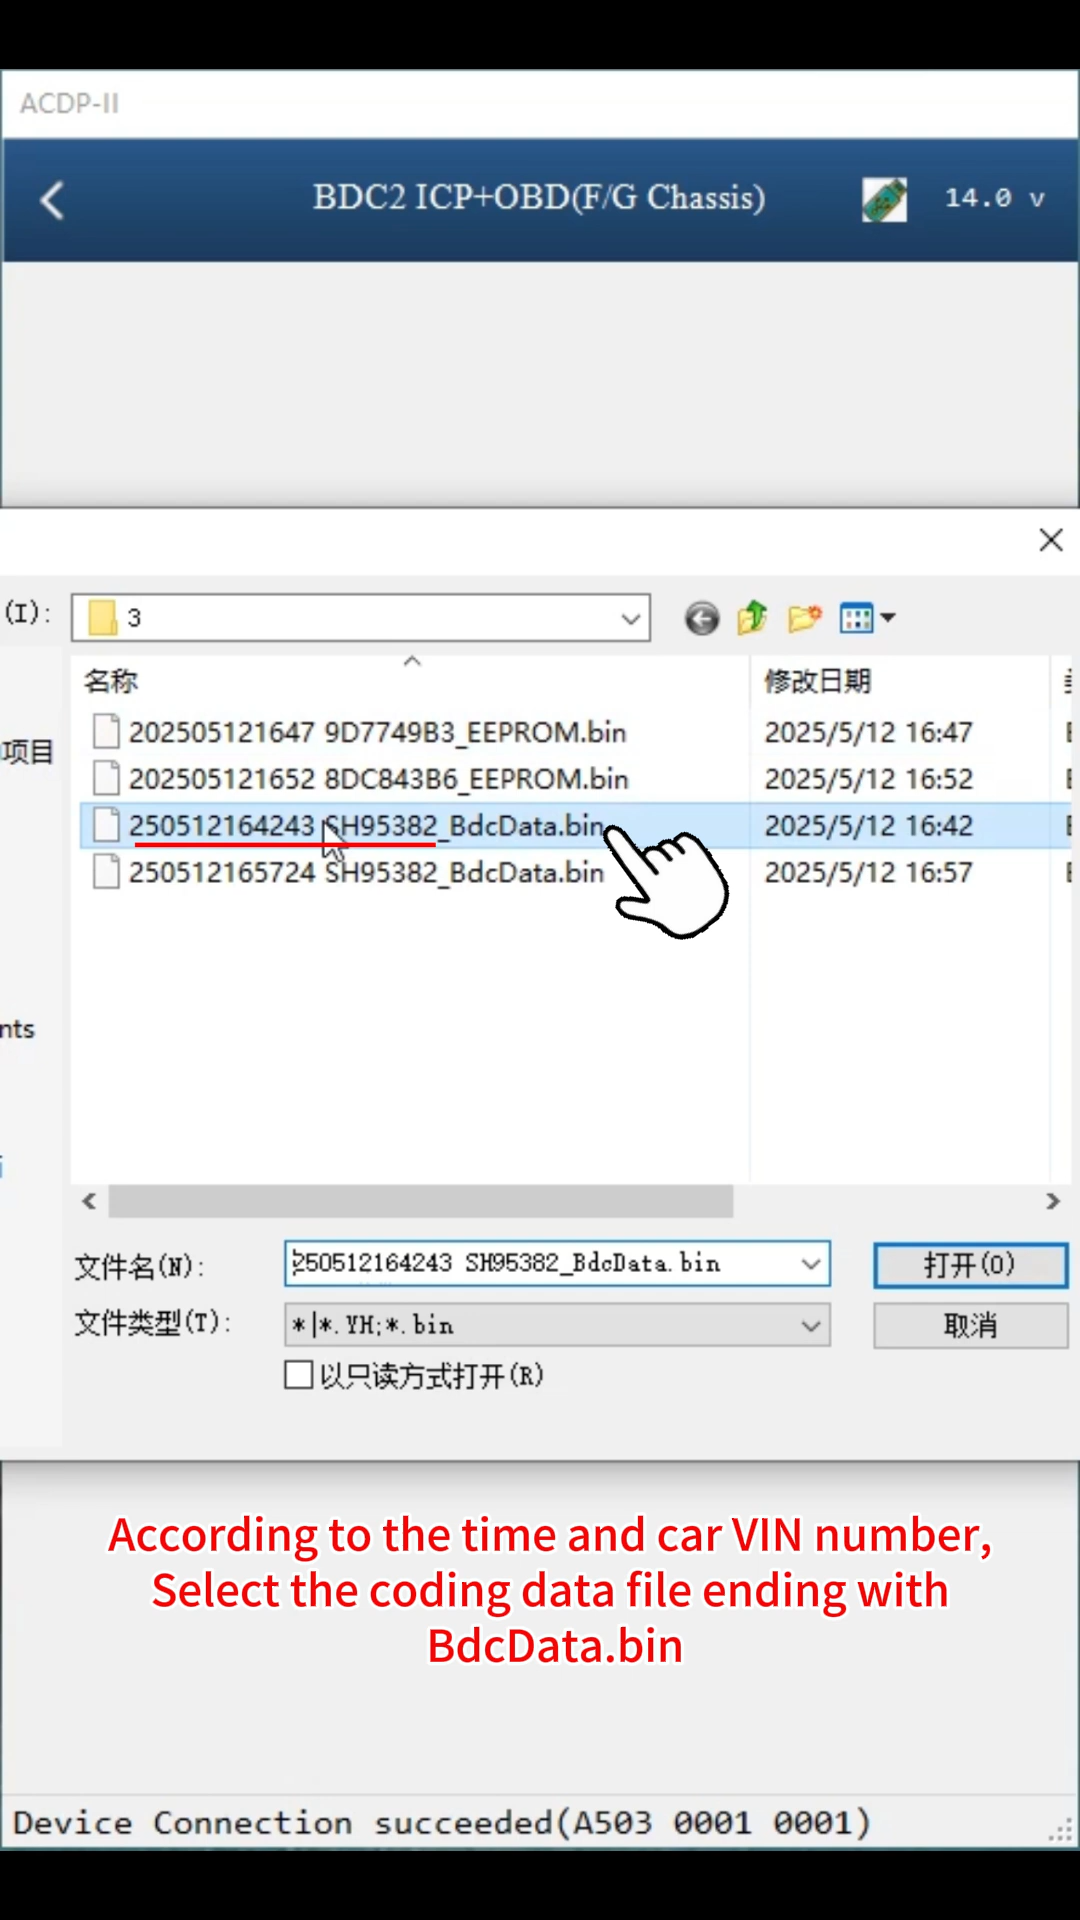 ACDP-II
BDC2 ICP+OBD(F/G Chassis)
14.0 v
(I):
3
名称
修改日期
202505121647 9D7749B3_EEPROM.bin
2025/5/12 16:47
202505121652 8DC843B6_EEPROM.bin
2025/5/12 16:52
250512164243 SH95382_BdcData.bin
2025/5/12 16:42
250512165724 SH95382_BdcData.bin
2025/5/12 16:57
项目
nts
文件名(N):
250512164243 SH95382_BdcData.bin
打开(O)
文件类型(T):
*|*.YH;*.bin
取消
以只读方式打开(R)
According to the time and car VIN number,
Select the coding data file ending with
BdcData.bin
Device Connection succeeded(A503 0001 0001)